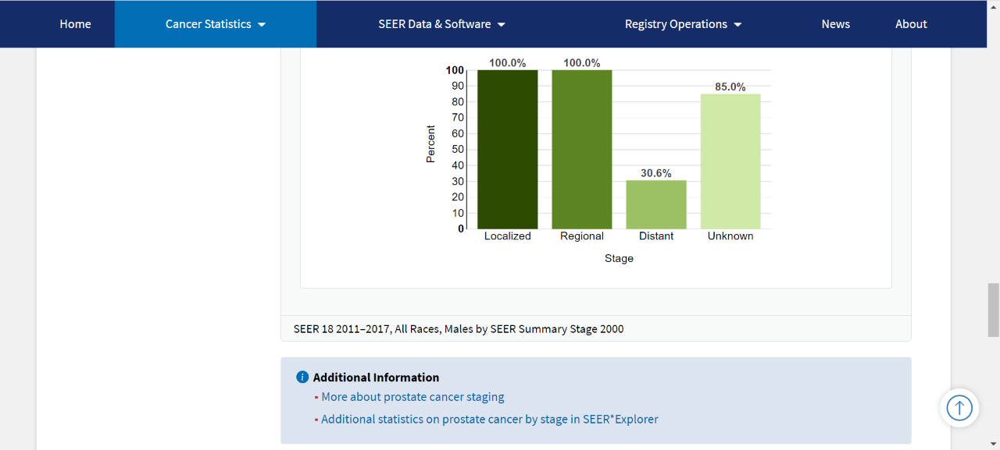 Home Cancer Statistics SEER Data & Software Registry Operations News About
100.0% 100.0%
100
90
85.0%
80
70
60
50
40
30.6%
30
20
10
0
Percent
Localized Regional Distant Unknown
Stage
SEER 18 2011–2017, All Races, Males by SEER Summary Stage 2000
Additional Information
More about prostate cancer staging
Additional statistics on prostate cancer by stage in SEER*Explorer